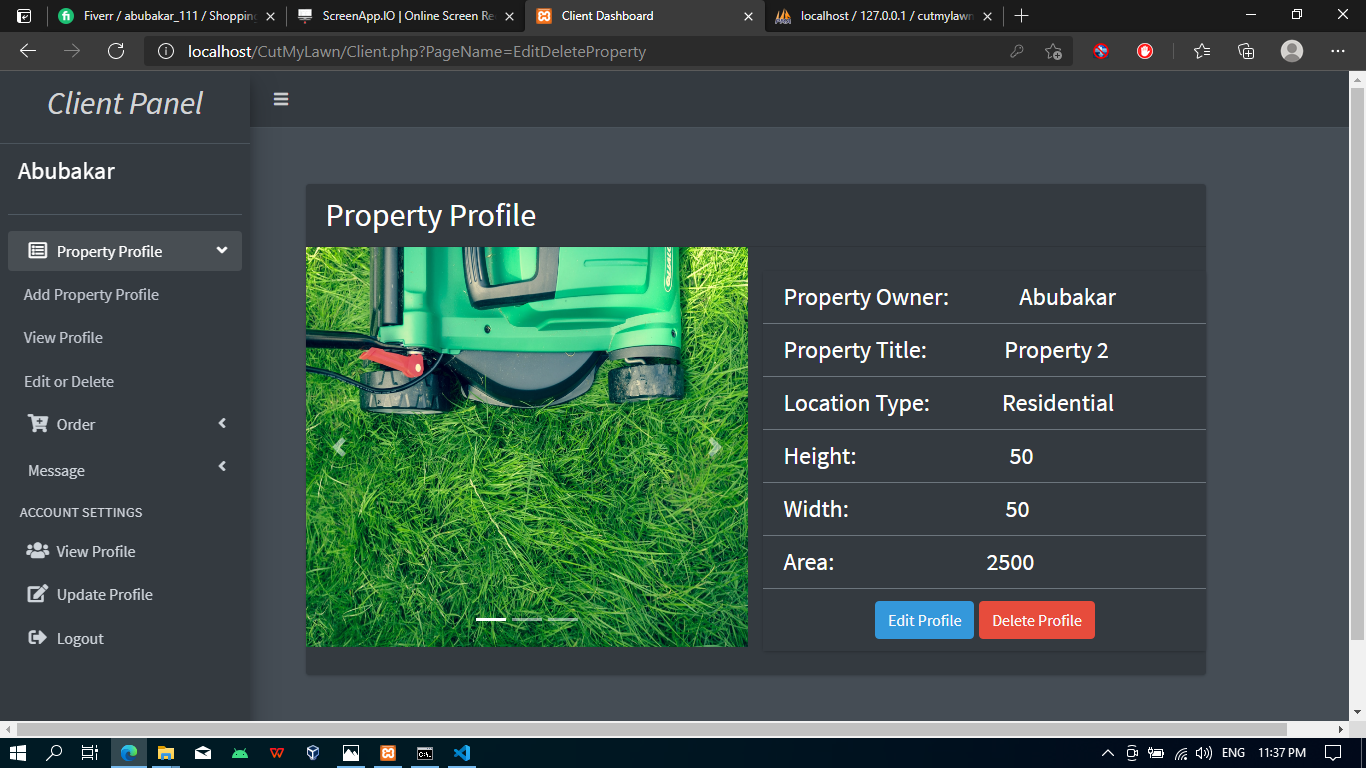 Fiverr / abubakar_111 / Shopping
ScreenApp.IO | Online Screen Re
Client Dashboard
localhost / 127.0.0.1 / cutmylawn
localhost/CutMyLawn/Client.php?PageName=EditDeleteProperty
Client Panel
Abubakar
Property Profile
Add Property Profile
View Profile
Edit or Delete
Order
Message
ACCOUNT SETTINGS
View Profile
Update Profile
Logout
Property Profile
Property Owner: Abubakar
Property Title: Property 2
Location Type: Residential
Height: 50
Width: 50
Area: 2500
Edit Profile Delete Profile
ENG 11:37 PM